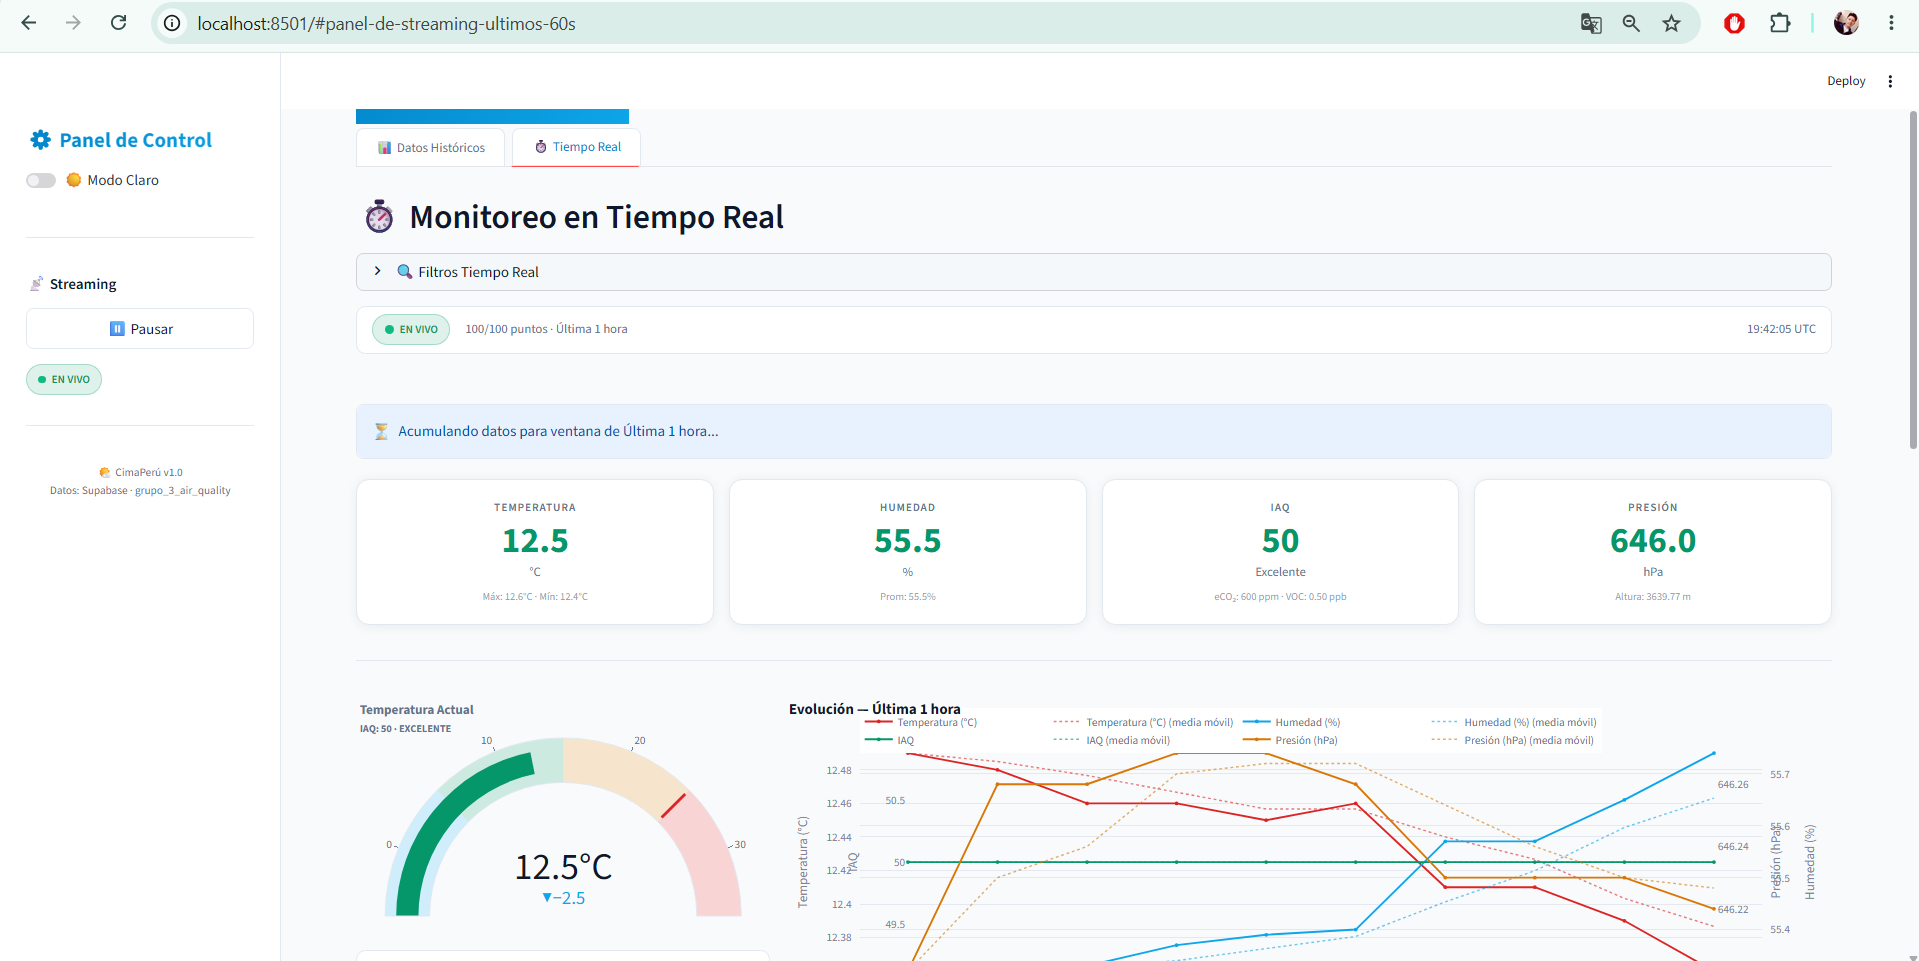 localhost:8501/#panel-de-streaming-ultimos-60s
Deploy
Panel de Control
Modo Claro
Streaming
Pausar
EN VIVO
CimaPerú v1.0
Datos: Supabase · grupo_3_air_quality
Datos Históricos
Tiempo Real
Monitoreo en Tiempo Real
Filtros Tiempo Real
EN VIVO 100/100 puntos · Última 1 hora 19:42:05 UTC
Acumulando datos para ventana de Última 1 hora...
TEMPERATURA
12.5
°C
Máx: 12.6°C · Mín: 12.4°C
HUMEDAD
55.5
%
Prom: 55.5%
IAQ
50
Excelente
eCO₂: 600 ppm · VOC: 0.50 ppb
PRESIÓN
646.0
hPa
Altura: 3639.77 m
Temperatura Actual
IAQ: 50 · EXCELENTE
0
10
20
30
12.5°C
▼−2.5
Evolución — Última 1 hora
Temperatura (°C)
Temperatura (°C) (media móvil)
Humedad (%)
Humedad (%) (media móvil)
IAQ
IAQ (media móvil)
Presión (hPa)
Presión (hPa) (media móvil)
Temperatura (°C)
12.48
12.46
12.44
12.42
12.4
12.38
IAQ
50.5
50
49.5
646.26
646.24
646.22
Presión (hPa)
55.7
55.6
55.5
55.4
Humedad (%)